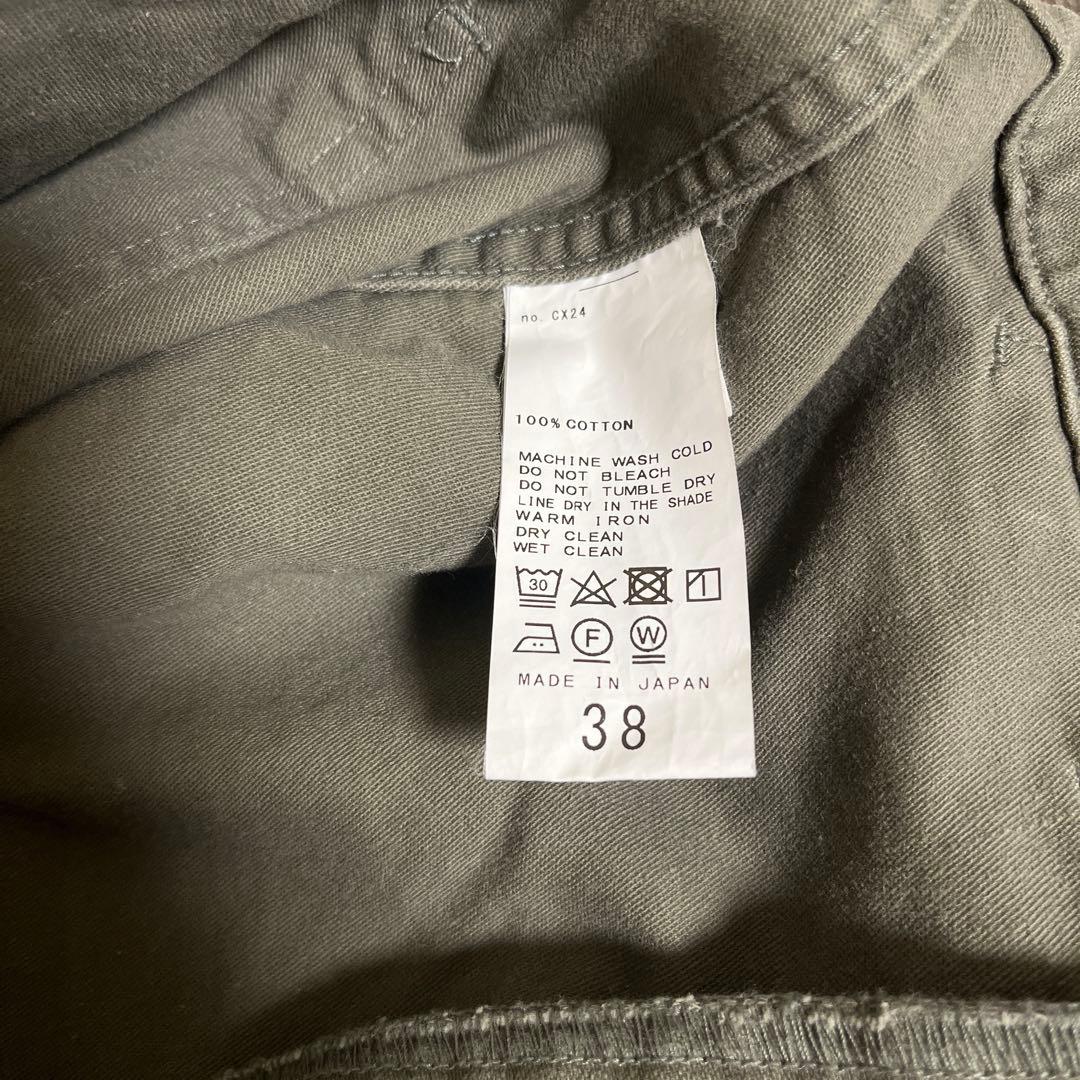 no. CX24
100% COTTON
MACHINE WASH COLD
DO NOT BLEACH
DO NOT TUMBLE DRY
LINE DRY IN THE SHADE
WARM IRON
DRY CLEAN
WET CLEAN
30
F W
MADE IN JAPAN
38